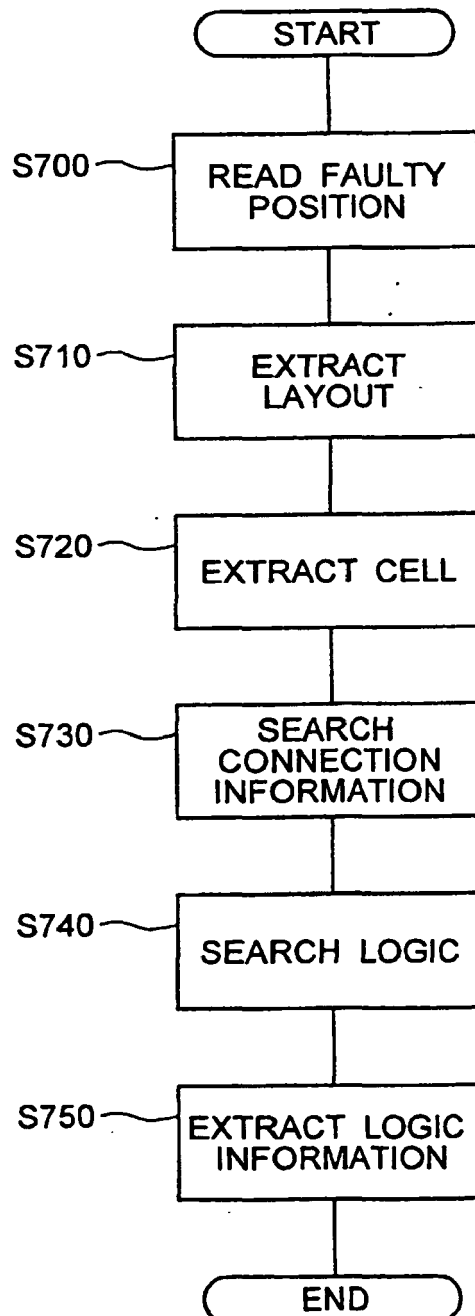 START
S700
READ FAULTY
POSITION
S710
EXTRACT
LAYOUT
S720
EXTRACT CELL
S730
SEARCH
CONNECTION
INFORMATION
S740
SEARCH LOGIC
S750
EXTRACT LOGIC
INFORMATION
END